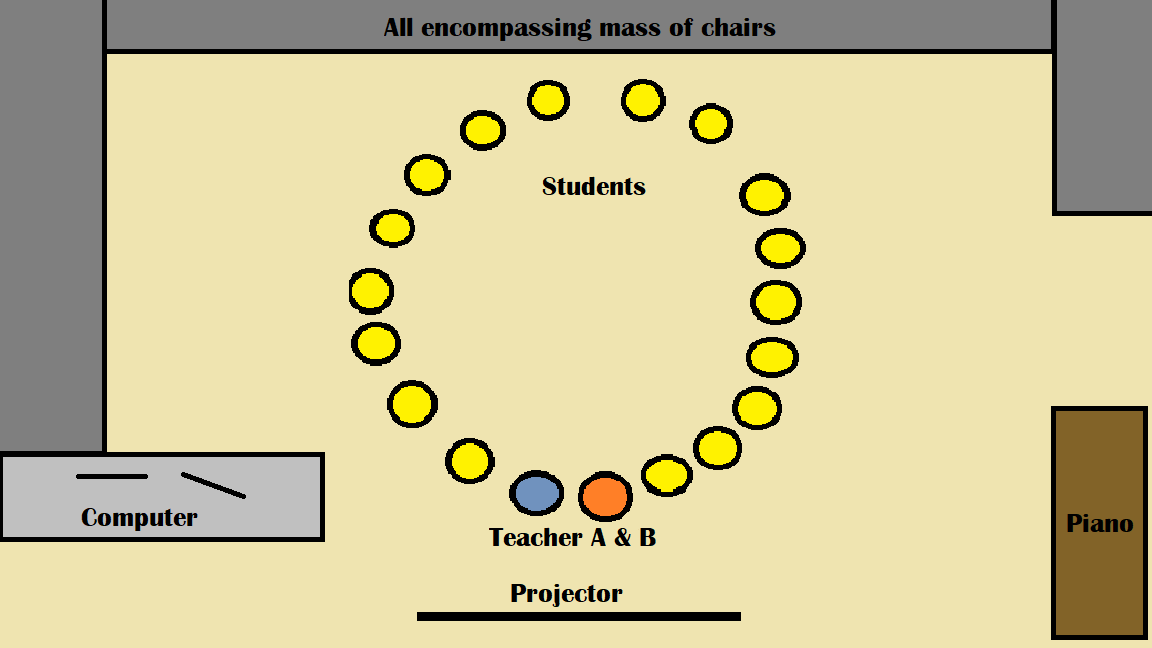 All encompassing mass of chairs
Students
Computer
Piano
Teacher A & B
Projector